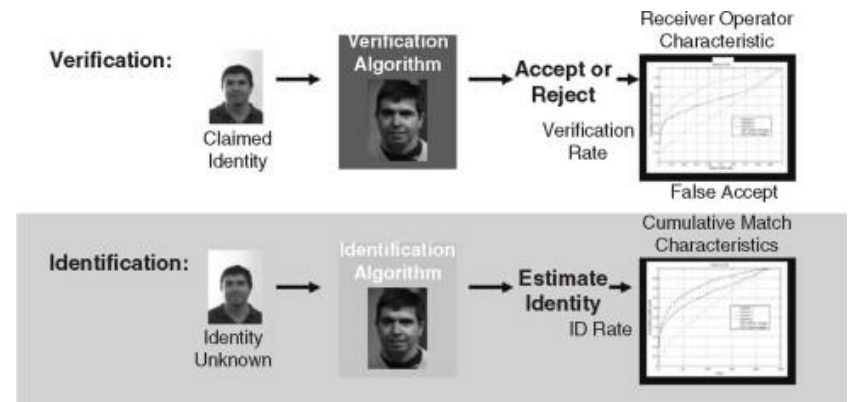 Verification:
Claimed
Identity
Verification
Algorithm
Accept or
Reject
Receiver Operator
Characteristic
Verification
Rate
False Accept
Identification:
Identity
Unknown
Identification
Algorithm
Estimate
Identity
Cumulative Match
Characteristics
ID Rate